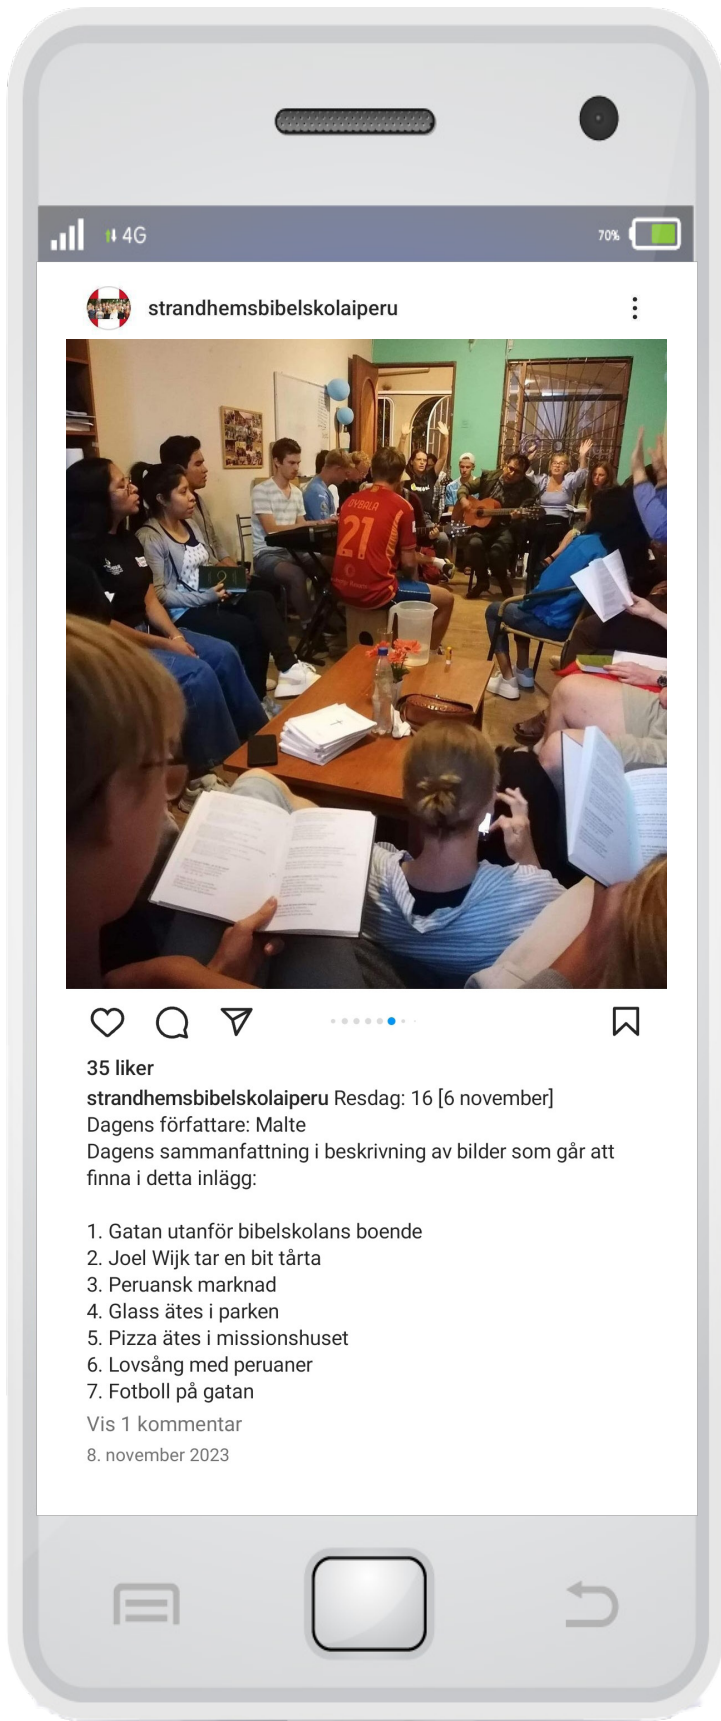 4G
70%
strandhemsbibelskolaiperu
DYBALA
21
35 liker
strandhemsbibelskolaiperu Resdag: 16 [6 november]
Dagens författare: Malte
Dagens sammanfattning i beskrivning av bilder som går att
finna i detta inlägg:
1. Gatan utanför bibelskolans boende
2. Joel Wijk tar en bit tårta
3. Peruansk marknad
4. Glass ätes i parken
5. Pizza ätes i missionshuset
6. Lovsång med peruaner
7. Fotboll på gatan
Vis 1 kommentar
8. november 2023